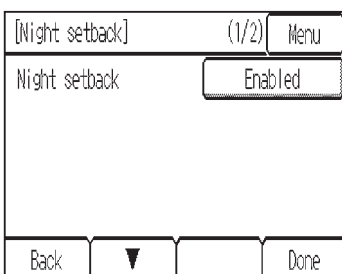 [Night setback] (1/2) Menu
Night setback Enabled
Back ▼ Done